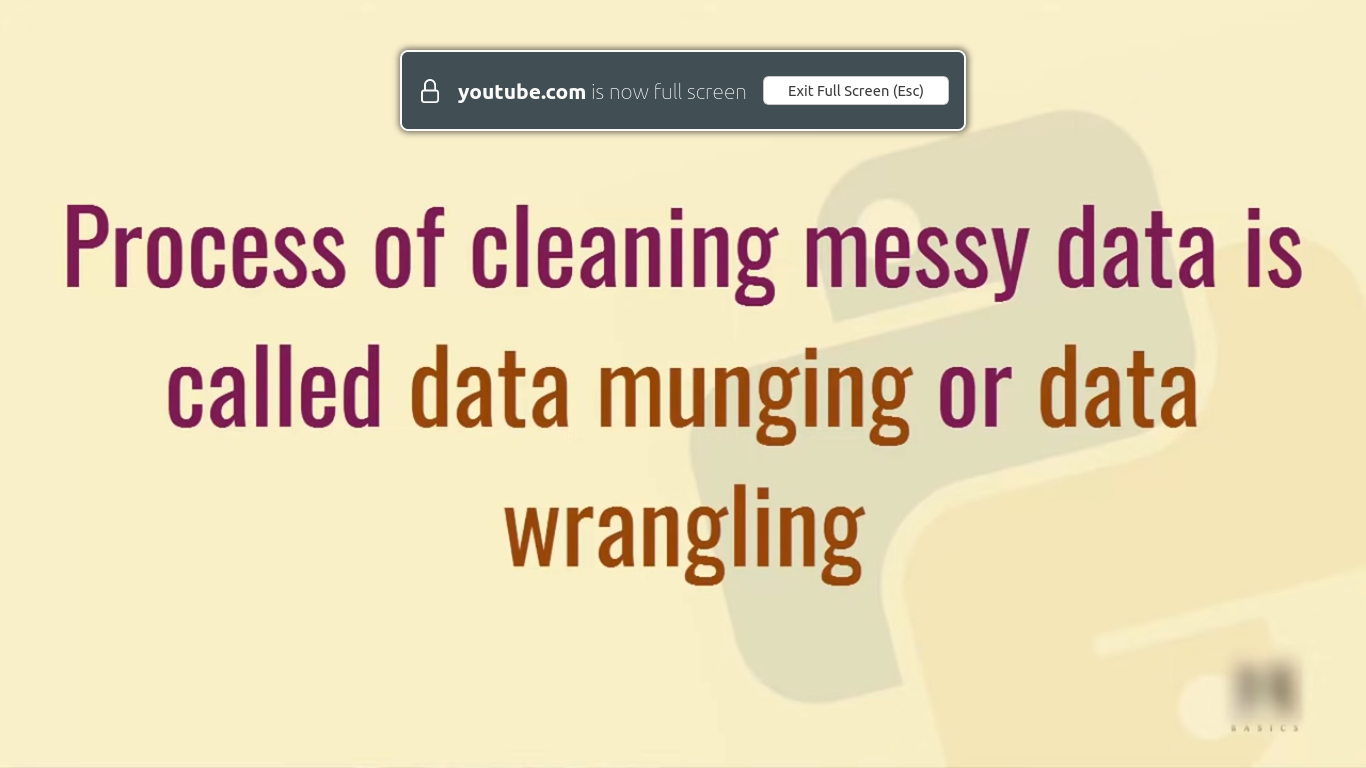 youtube.com is now full screen Exit Full Screen (Esc)
Process of cleaning messy data is
called data munging or data
wrangling
BASICS